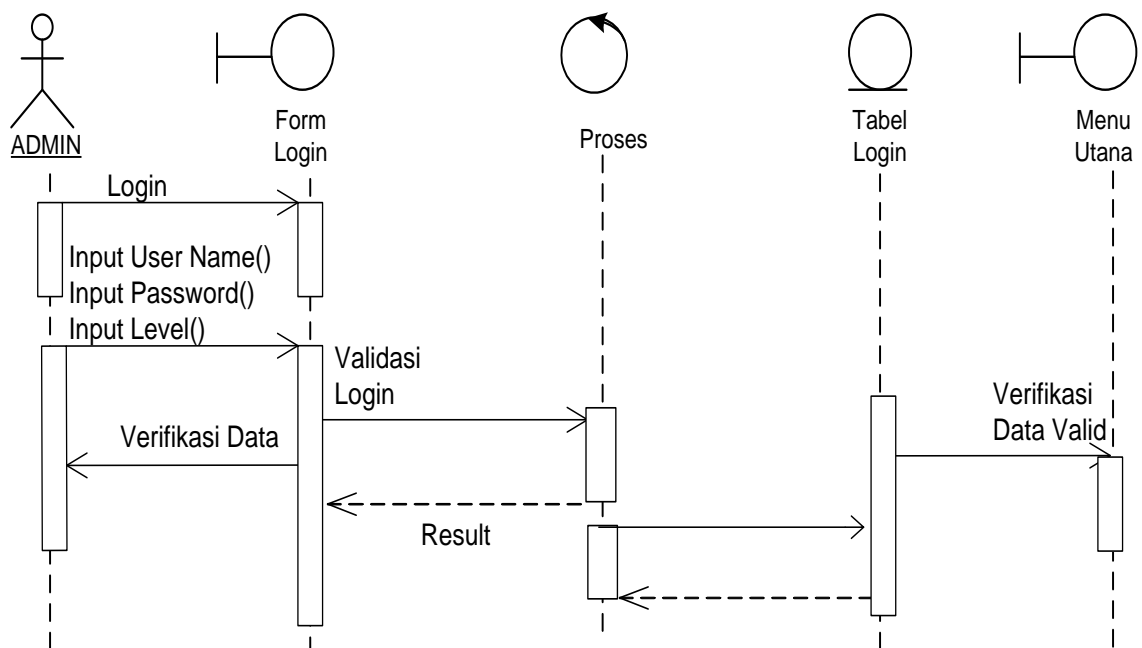 ADMIN
Form
Login
Proses
Tabel
Login
Menu
Utana
Login
Input User Name()
Input Password()
Input Level()
Validasi
Login
Verifikasi Data
Verifikasi
Data Valid
Result